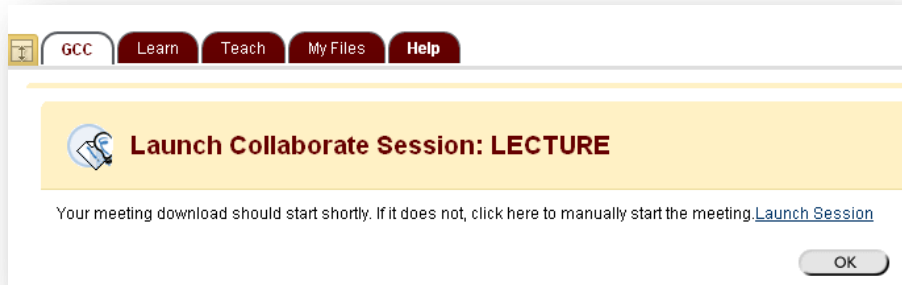 GCC Learn Teach My Files Help
Launch Collaborate Session: LECTURE
Your meeting download should start shortly. If it does not, click here to manually start the meeting.Launch Session
OK